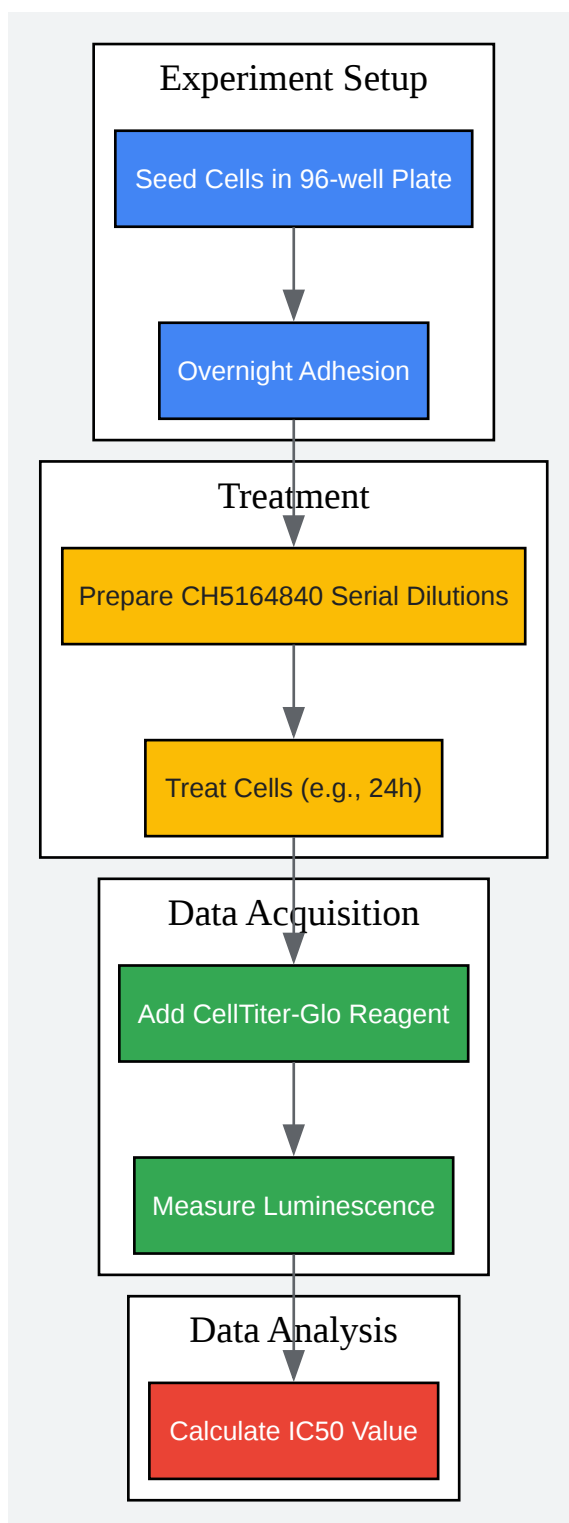 Experiment Setup
Seed Cells in 96-well Plate
Overnight Adhesion
Treatment
Prepare CH5164840 Serial Dilutions
Treat Cells (e.g., 24h)
Data Acquisition
Add CellTiter-Glo Reagent
Measure Luminescence
Data Analysis
Calculate IC50 Value